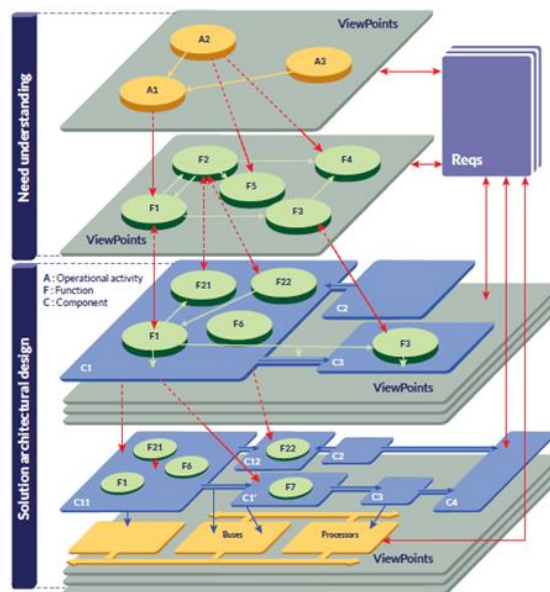 ViewPoints
A2
A3
A1
Need understanding
Reqs
F2
F4
F5
F1
F3
ViewPoints
A : Operational activity
F : Function
C : Component
F21
F22
C2
F6
F1
F3
C3
C1
ViewPoints
Solution architectural design
F21
F22
C2
C12
F6
F1
F7
C3
C4
C11
C1'
Buses
Processors
ViewPoints